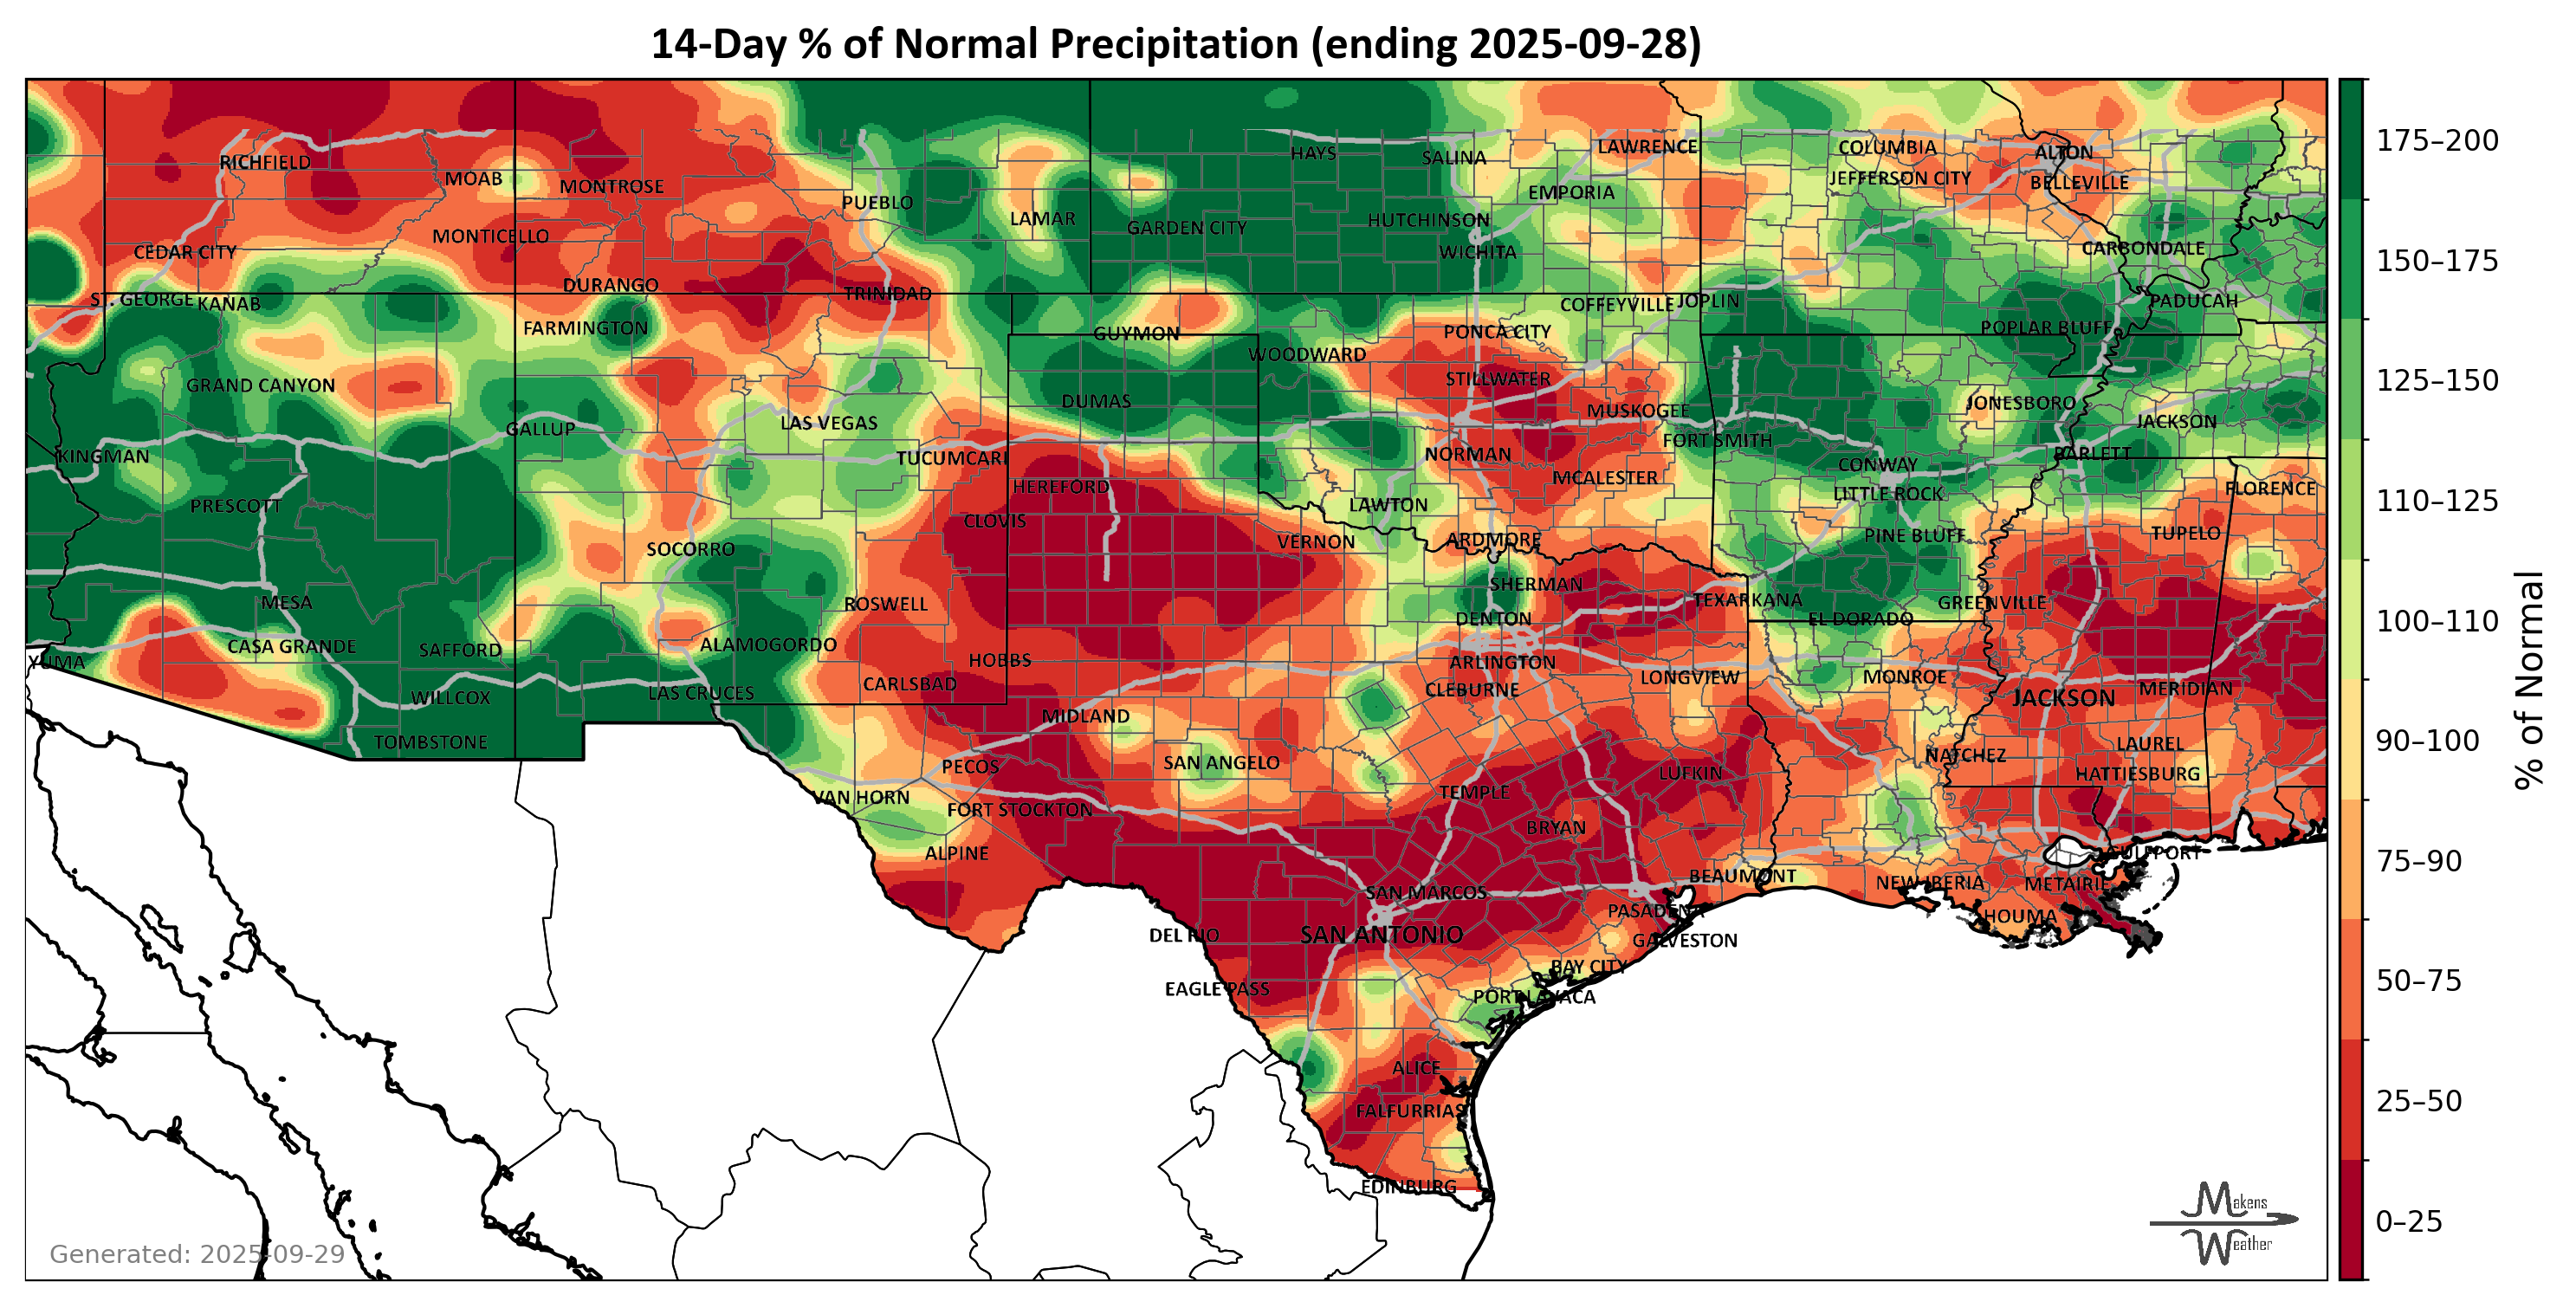 14-Day % of Normal Precipitation (ending 2025-09-28)
HAYS
SALINA
LAWRENCE
COLUMBIA
ALTON
RICHFIELD
MOAB
MONTROSE
EMPORIA
JEFFERSON CITY
BELLEVILLE
PUEBLO
LAMAR
GARDEN CITY
HUTCHINSON
MONTICELLO
CEDAR CITY
WICHITA
CARBONDALE
DURANGO
TRINIDAD
ST. GEORGE
KANAB
COFFEYVILLE
JOPLIN
PADUCAH
FARMINGTON
GUYMON
PONCA CITY
POPLAR BLUFF
WOODWARD
GRAND CANYON
STILLWATER
DUMAS
MUSKOGEE
JONESBORO
LAS VEGAS
JACKSON
GALLUP
FORT SMITH
KINGMAN
TUCUMCARI
NORMAN
BARLETT
CONWAY
HEREFORD
MCALESTER
LITTLE ROCK
FLORENCE
PRESCOTT
LAWTON
CLOVIS
TUPELO
VERNON
ARDMORE
PINE BLUFF
SOCORRO
SHERMAN
MESA
ROSWELL
TEXARKANA
GREENVILLE
DENTON
EL DORADO
CASA GRANDE
SAFFORD
ALAMOGORDO
YUMA
HOBBS
ARLINGTON
LONGVIEW
MONROE
CARLSBAD
CLEBURNE
MERIDIAN
WILLCOX
LAS CRUCES
JACKSON
MIDLAND
TOMBSTONE
LAUREL
NATCHEZ
PECOS
SAN ANGELO
LUFKIN
HATTIESBURG
VAN HORN
FORT STOCKTON
TEMPLE
BRYAN
ALPINE
GULFPORT
BEAUMONT
NEW IBERIA
METAIRIE
SAN MARCOS
PASADENA
HOUMA
DEL RIO
SAN ANTONIO
GALVESTON
BAY CITY
EAGLE PASS
PORT LAVACA
ALICE
FALFURRIAS
EDINBURG
175–200
150–175
125–150
110–125
100–110
90–100
75–90
50–75
25–50
0–25
% of Normal
Generated: 2025-09-29
Makens
Weather